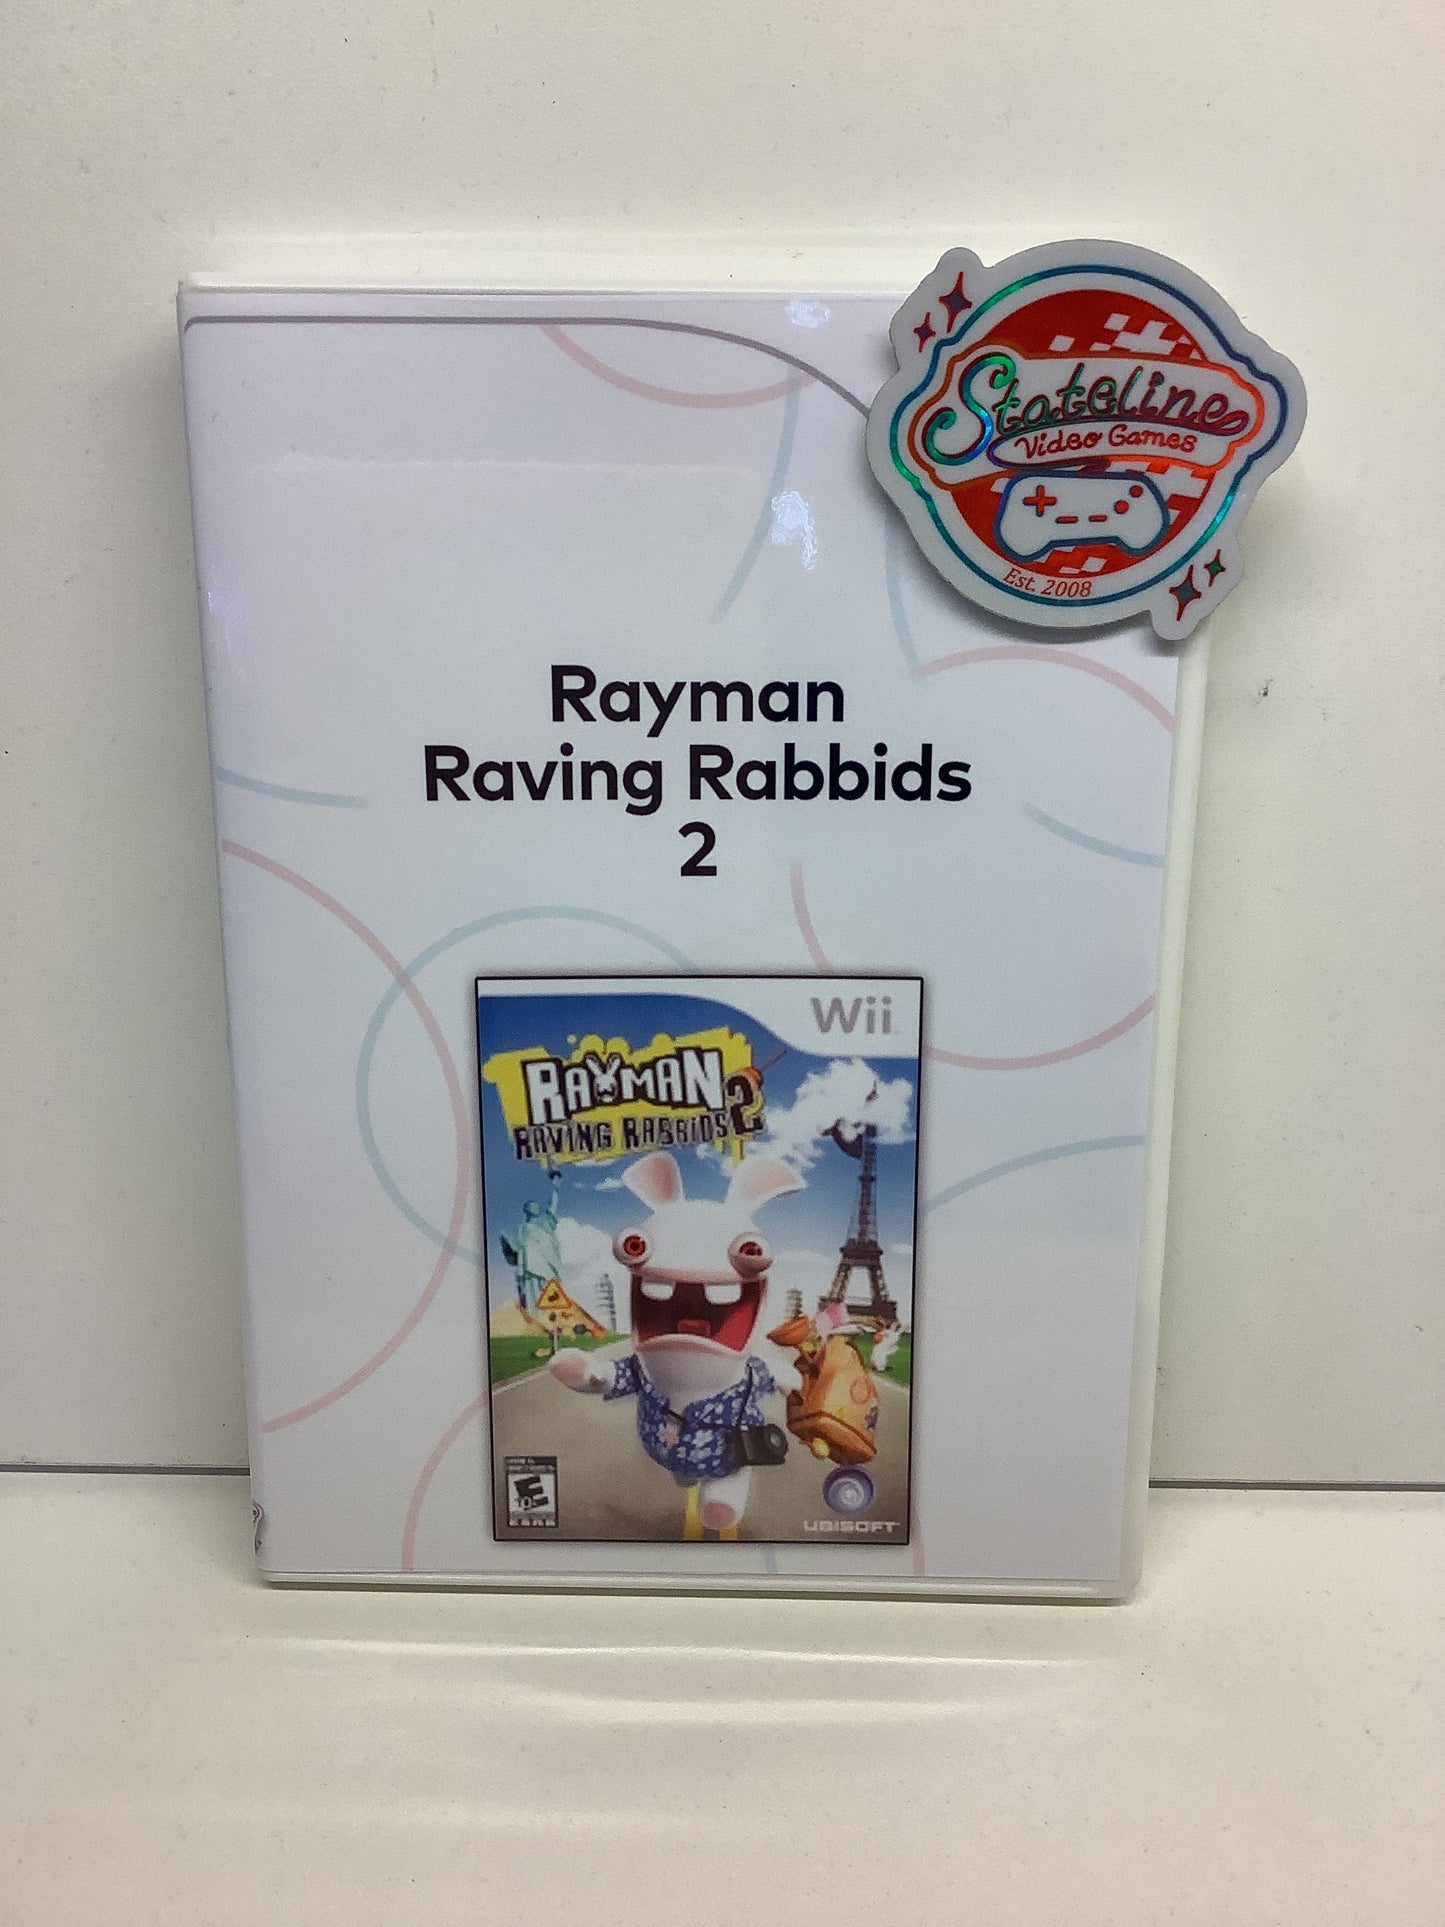 Stateline
Video Games
Est. 2008
Rayman
Raving Rabbids
2
Wii
RAYMAN
RAVING RABBIDS 2
E
UBISOFT